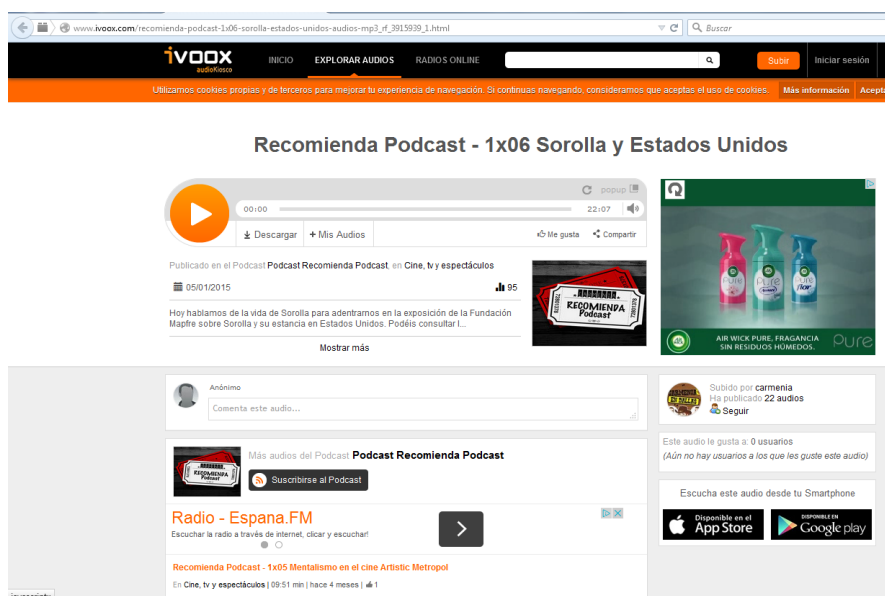 www.ivoox.com/recomienda-podcast-1x06-sorolla-estados-unidos-audios-mp3_rf_3915939_1.html
Buscar
ivoox
audioKiosco
INICIO
EXPLORAR AUDIOS
RADIOS ONLINE
Subir
Iniciar sesión
Utilizamos cookies propias y de terceros para mejorar tu experiencia de navegación. Si continuas navegando, consideramos que aceptas el uso de cookies.
Más información
Acepta
Recomienda Podcast - 1x06 Sorolla y Estados Unidos
popup
00:00
22:07
Descargar
+ Mis Audios
Me gusta
Compartir
Publicado en el Podcast Podcast Recomienda Podcast, en Cine, tv y espectáculos
05/01/2015
95
Hoy hablamos de la vida de Sorolla para adentrarnos en la exposición de la Fundación
Mapfre sobre Sorolla y su estancia en Estados Unidos. Podéis consultar l...
Mostrar más
RECOMIENDA
Podcast
Pure
PURE
Pure
flor
AIR WICK PURE, FRAGANCIA
SIN RESIDUOS HÚMEDOS.
Pure
Anónimo
Comenta este audio...
Subido por carmenia
Ha publicado 22 audios
Seguir
Este audio le gusta a: 0 usuarios
(Aún no hay usuarios a los que les guste este audio)
RECOMIENDA
Podcast
Más audios del Podcast Podcast Recomienda Podcast
Suscribirse al Podcast
Escucha este audio desde tu Smartphone
Disponible en el
App Store
DISPONIBLE EN
Google play
Radio - Espana.FM
Escuchar la radio a través de internet, clicar y escuchar!
Recomienda Podcast - 1x05 Mentalismo en el cine Artistic Metropol
En Cine, tv y espectáculos | 09:51 min | hace 4 meses | 1